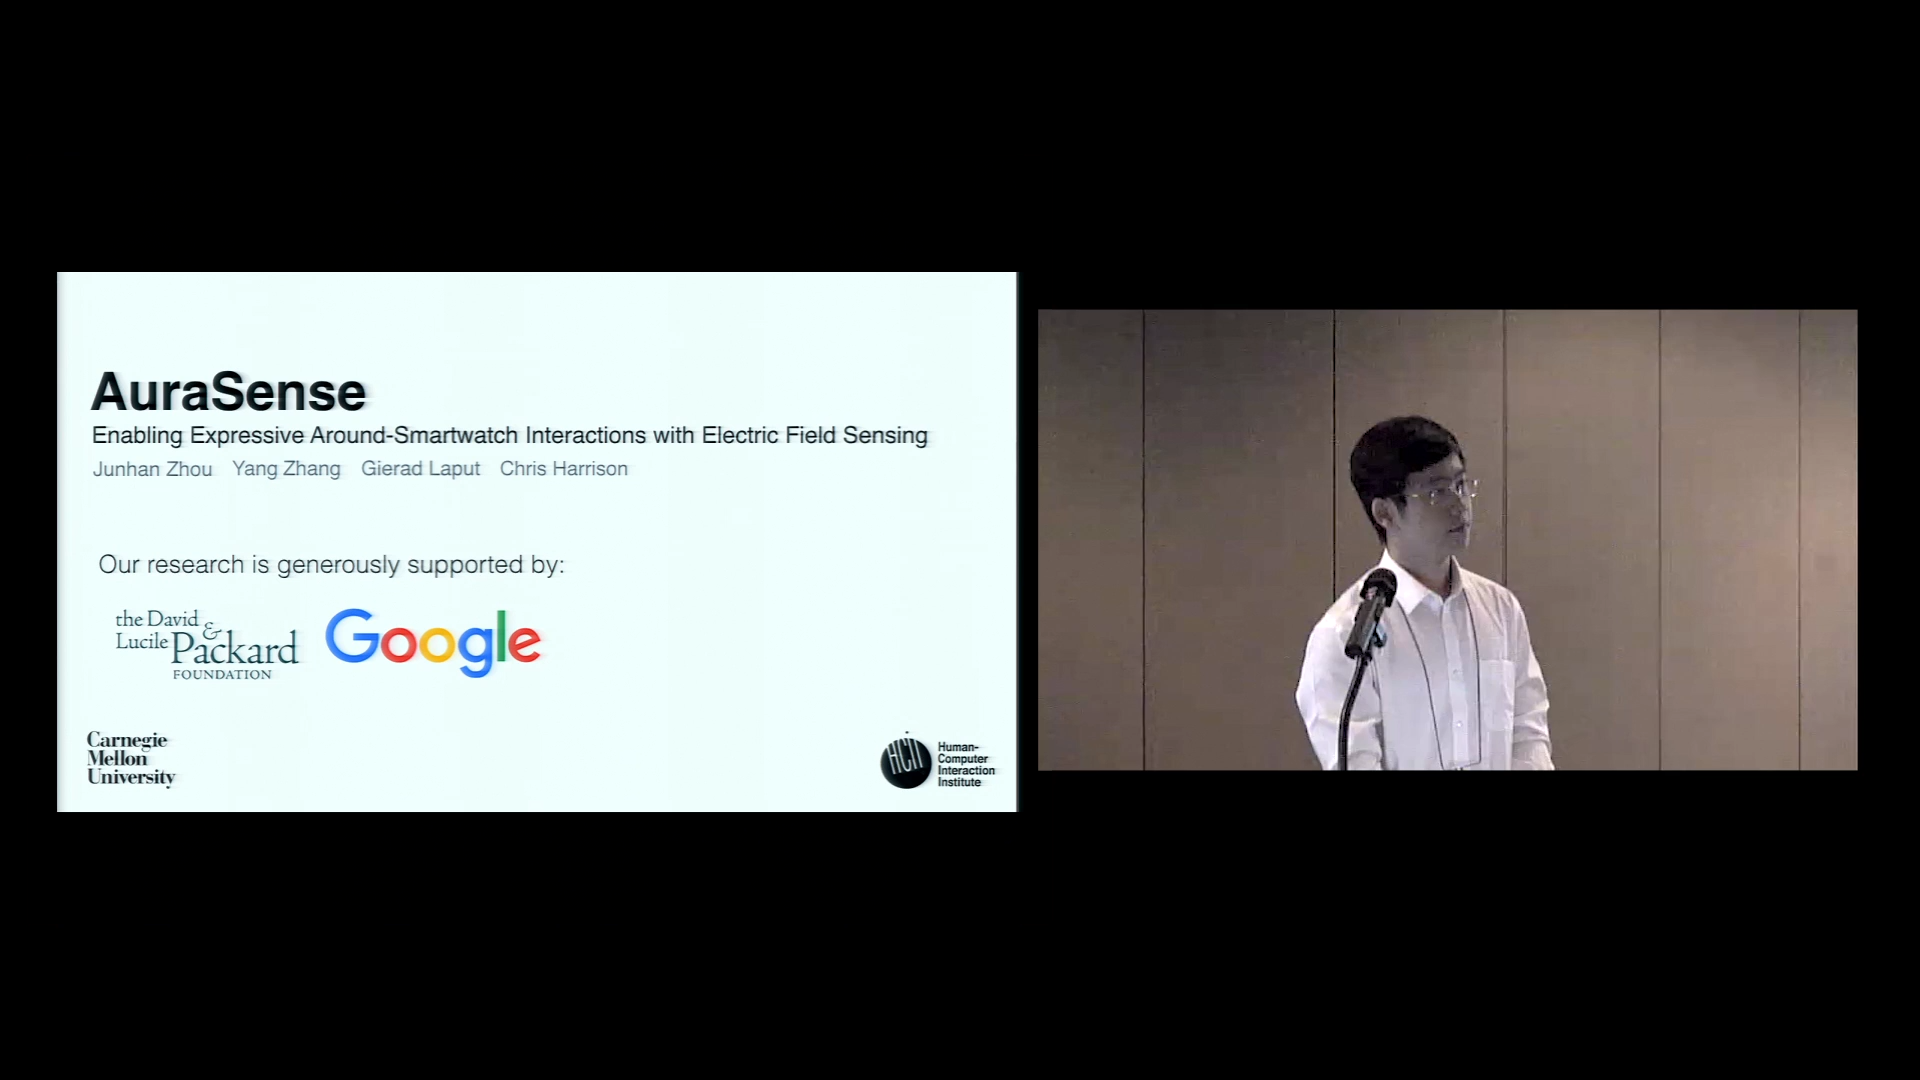 AuraSense
Enabling Expressive Around-Smartwatch Interactions with Electric Field Sensing
Junhan Zhou Yang Zhang Gierad Laput Chris Harrison
Our research is generously supported by:
the David &
Lucile Packard
FOUNDATION
Google
Carnegie
Mellon
University
HCII
Human-
Computer
Interaction
Institute